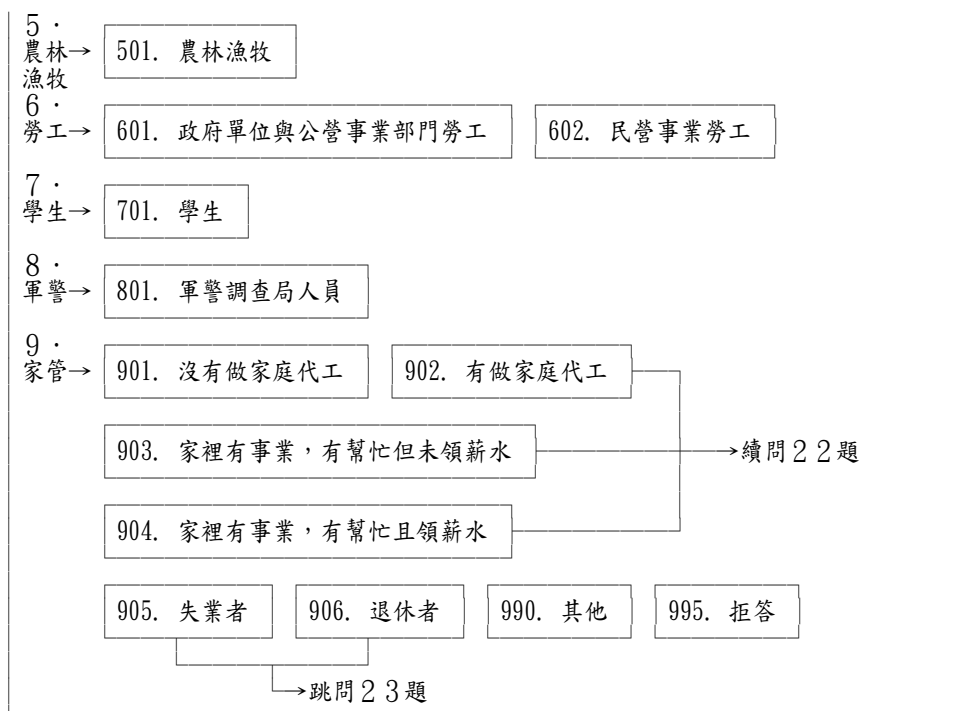 5．
農林→ 501. 農林漁牧
漁牧
6．
勞工→ 601. 政府單位與公營事業部門勞工 602. 民營事業勞工
7．
學生→ 701. 學生
8．
軍警→ 801. 軍警調查局人員
9．
家管→ 901. 沒有做家庭代工 902. 有做家庭代工
903. 家裡有事業，有幫忙但未領薪水 →續問２２題
904. 家裡有事業，有幫忙且領薪水
905. 失業者 906. 退休者 990. 其他 995. 拒答
→跳問２３題